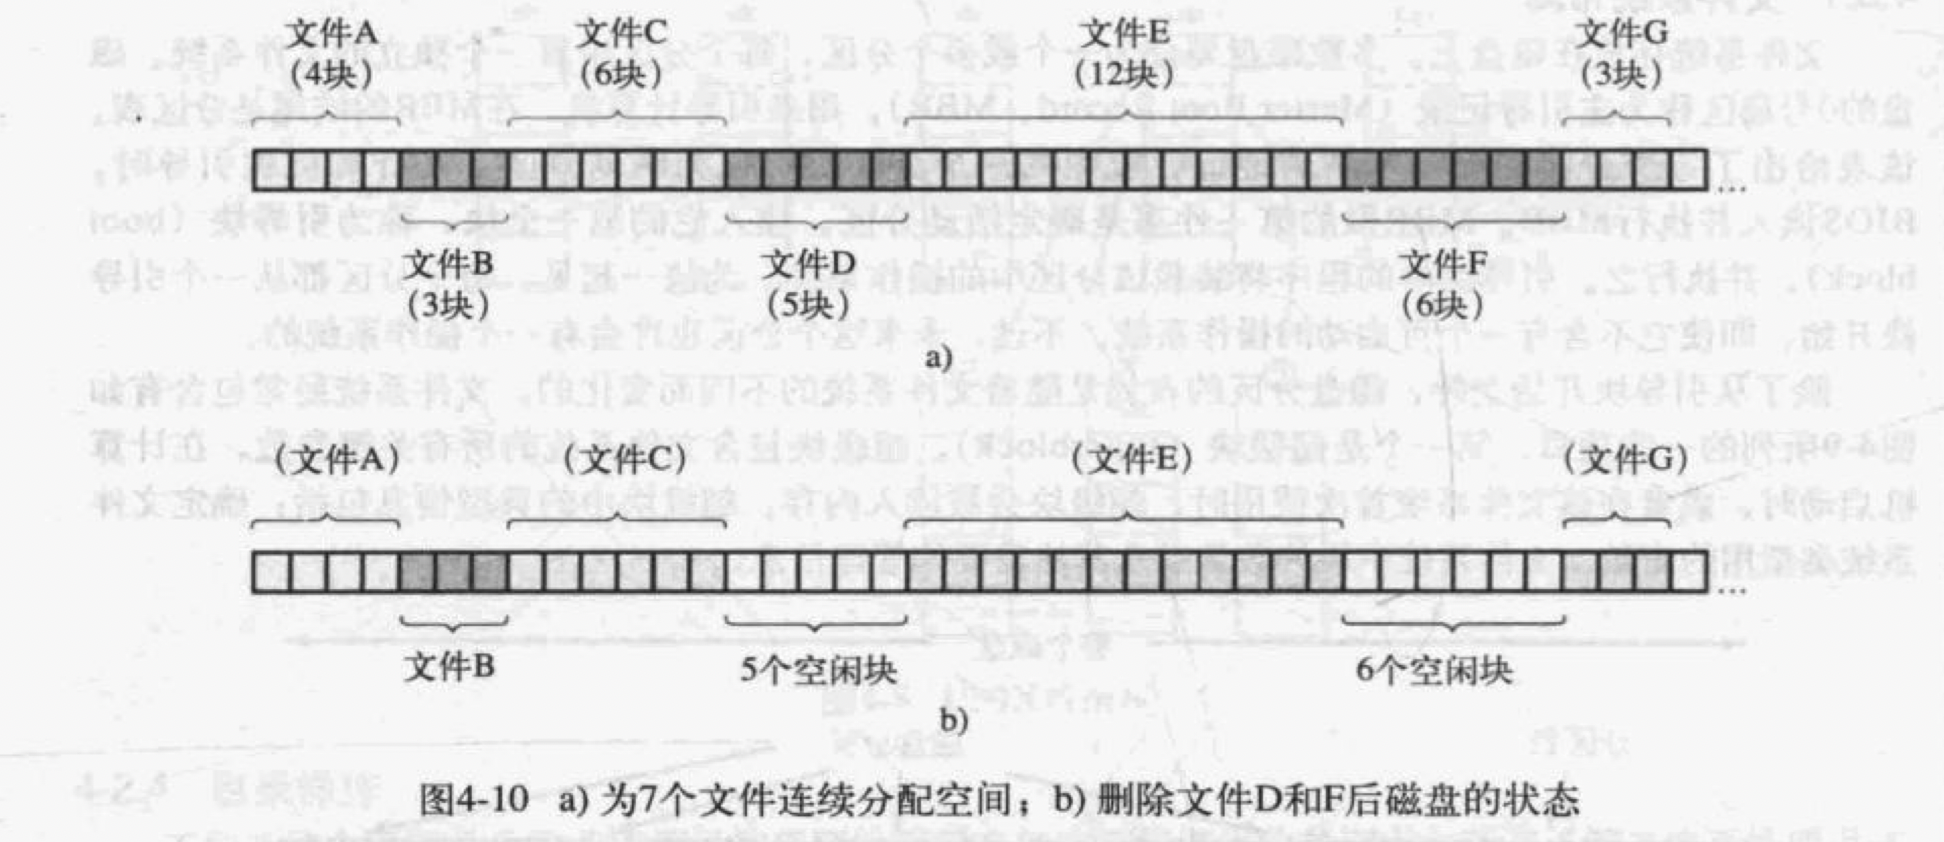 文件A
(4块)
文件C
(6块)
文件E
(12块)
文件G
(3块)
...
文件B
(3块)
文件D
(5块)
文件F
(6块)
a)
(文件A)
(文件C)
(文件E)
(文件G)
...
文件B
5个空闲块
6个空闲块
b)
图4-10 a) 为7个文件连续分配空间；b) 删除文件D和F后磁盘的状态